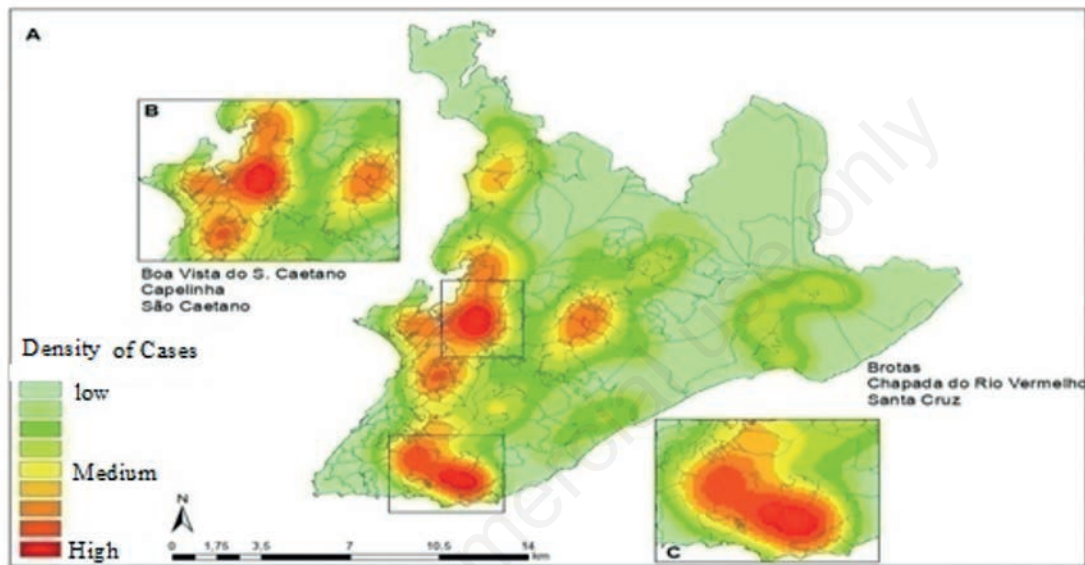 A
B
Boa Vista do S. Caetano
Capelinha
São Caetano
Density of Cases
low
Medium
High
N
0 1,75 3,5 7 10,5 14
km
Brotas
Chapada do Rio Vermelho
Santa Cruz
C
only